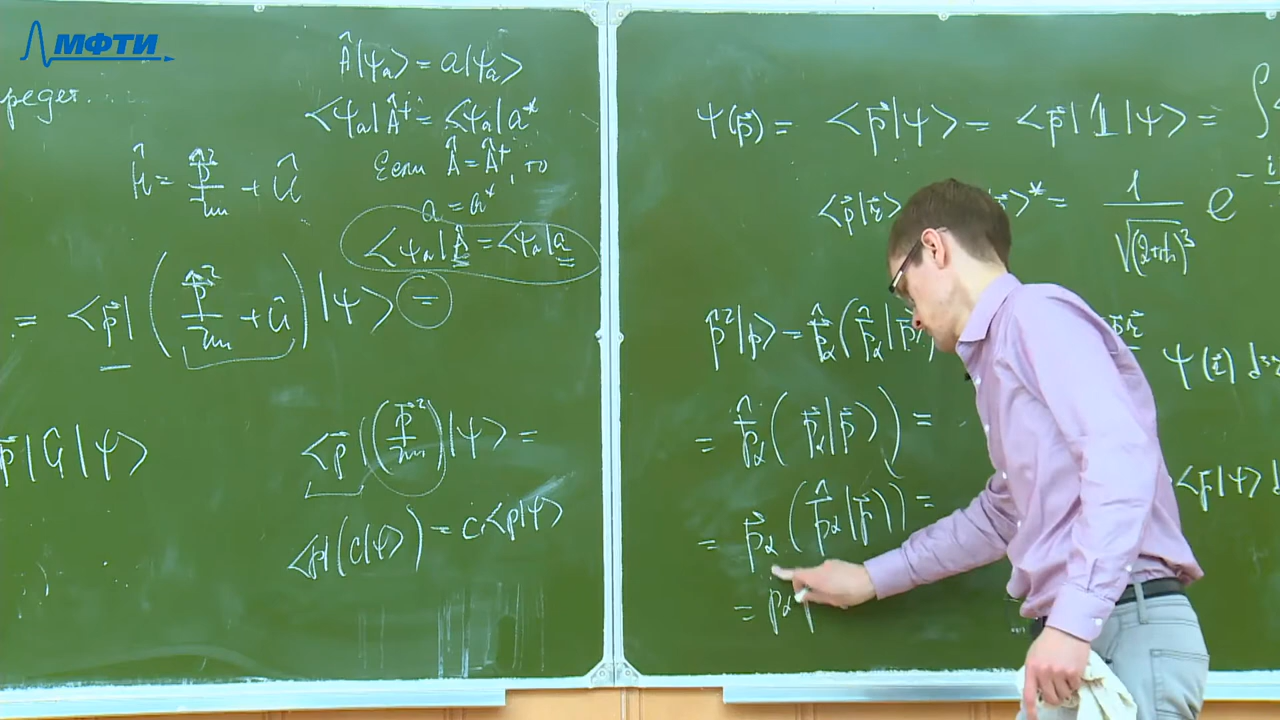 МФТИ
Â|ψₐ> = a|ψₐ>
<ψₐ|Â† = <ψₐ|a*
Если Â = Â†, то
a = a*
<ψₐ|Â = <ψₐ|a
= p̂²/2m + Û
= <p⃗| ( p̂²/2m + Û ) |ψ> =
|G|ψ>
<p⃗| ( p⃗²/2m ) |ψ> =
<p|(c|ψ>) = c<p|ψ>
Ψ(p⃗) = <p⃗|ψ> = <p⃗|1|ψ> = ∫
<p⃗|r⃗> >* = 1/√(2πħ)³ e^-i
p̂²|p> = p̂α ( p̂α|p⃗>
= p̂α ( p⃗α|p⃗> ) =
= p⃗α ( p̂α|p⃗> ) =
= pα
p⃗r⃗
Ψ(r⃗) d³
<p⃗|ψ> d